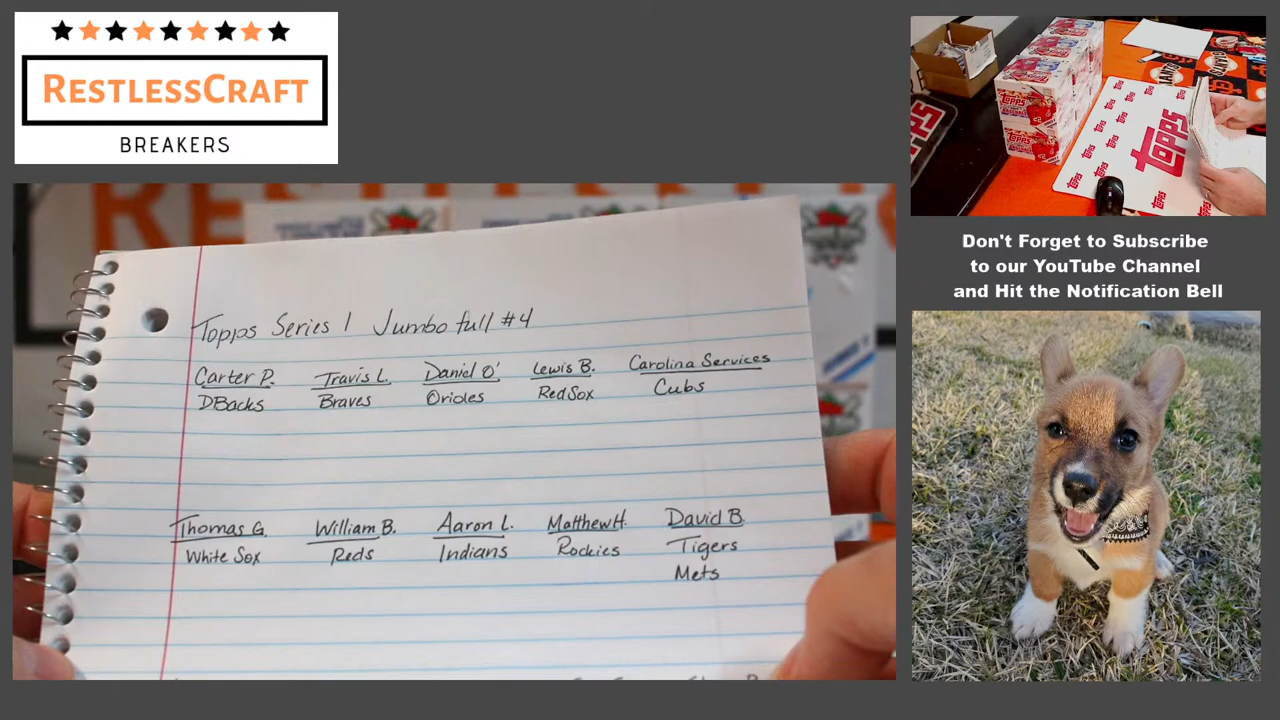 RESTLESSCRAFT
BREAKERS
Don't Forget to Subscribe
to our YouTube Channel
and Hit the Notification Bell
Topps Series 1 Jumbo full #4
Carter P. Travis L. Daniel O' Lewis B. Carolina Services
DBacks Braves Orioles Red Sox Cubs
Thomas G. William B. Aaron L. Matthew H. David B.
White Sox Reds Indians Rockies Tigers
Mets
TOPPS
topps
GIANTS